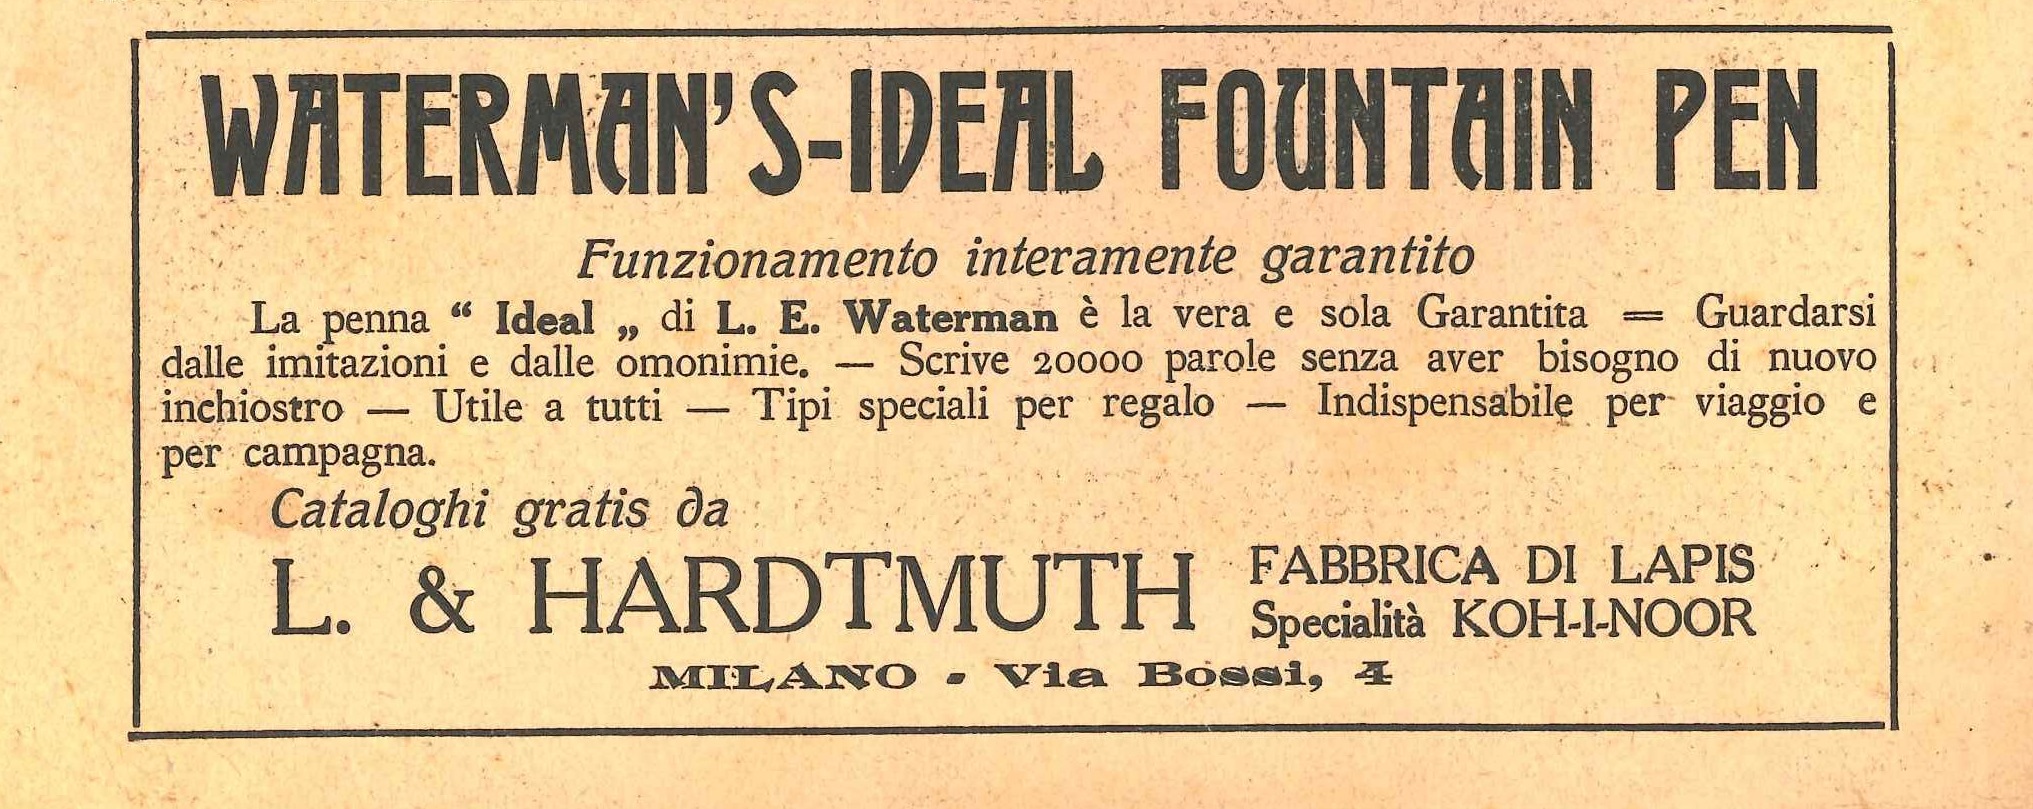 WATERMAN'S-IDEAL FOUNTAIN PEN
Funzionamento interamente garantito
La penna “ Ideal „ di L. E. Waterman è la vera e sola Garantita = Guardarsi
dalle imitazioni e dalle omonimie. — Scrive 20000 parole senza aver bisogno di nuovo
inchiostro — Utile a tutti — Tipi speciali per regalo — Indispensabile per viaggio e
per campagna.
Cataloghi gratis da
L. & HARDTMUTH FABBRICA DI LAPIS
Specialità KOH-I-NOOR
MILANO - Via Bossi, 4